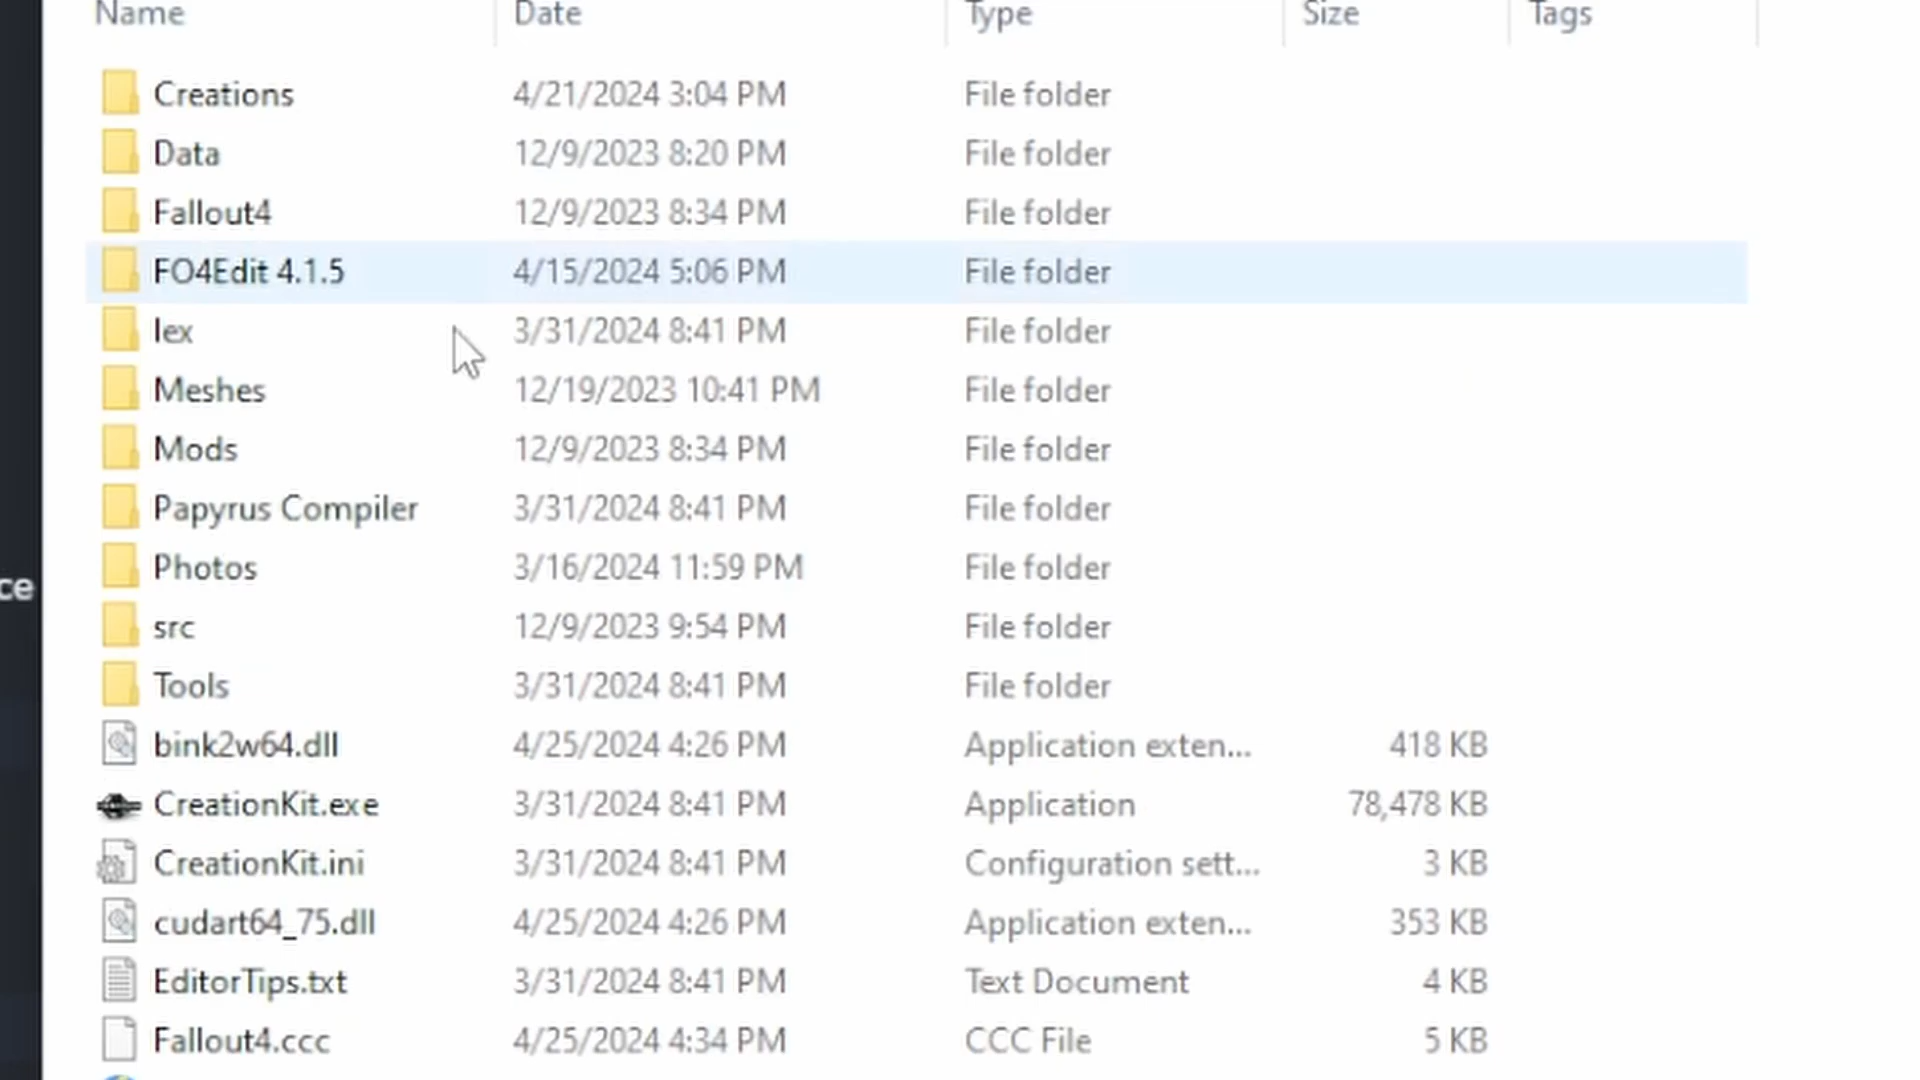 Name Date Type Size Tags
Creations 4/21/2024 3:04 PM File folder
Data 12/9/2023 8:20 PM File folder
Fallout4 12/9/2023 8:34 PM File folder
FO4Edit 4.1.5 4/15/2024 5:06 PM File folder
lex 3/31/2024 8:41 PM File folder
Meshes 12/19/2023 10:41 PM File folder
Mods 12/9/2023 8:34 PM File folder
Papyrus Compiler 3/31/2024 8:41 PM File folder
Photos 3/16/2024 11:59 PM File folder
ce
src 12/9/2023 9:54 PM File folder
Tools 3/31/2024 8:41 PM File folder
bink2w64.dll 4/25/2024 4:26 PM Application exten... 418 KB
CreationKit.exe 3/31/2024 8:41 PM Application 78,478 KB
CreationKit.ini 3/31/2024 8:41 PM Configuration sett... 3 KB
cudart64_75.dll 4/25/2024 4:26 PM Application exten... 353 KB
EditorTips.txt 3/31/2024 8:41 PM Text Document 4 KB
Fallout4.ccc 4/25/2024 4:34 PM CCC File 5 KB